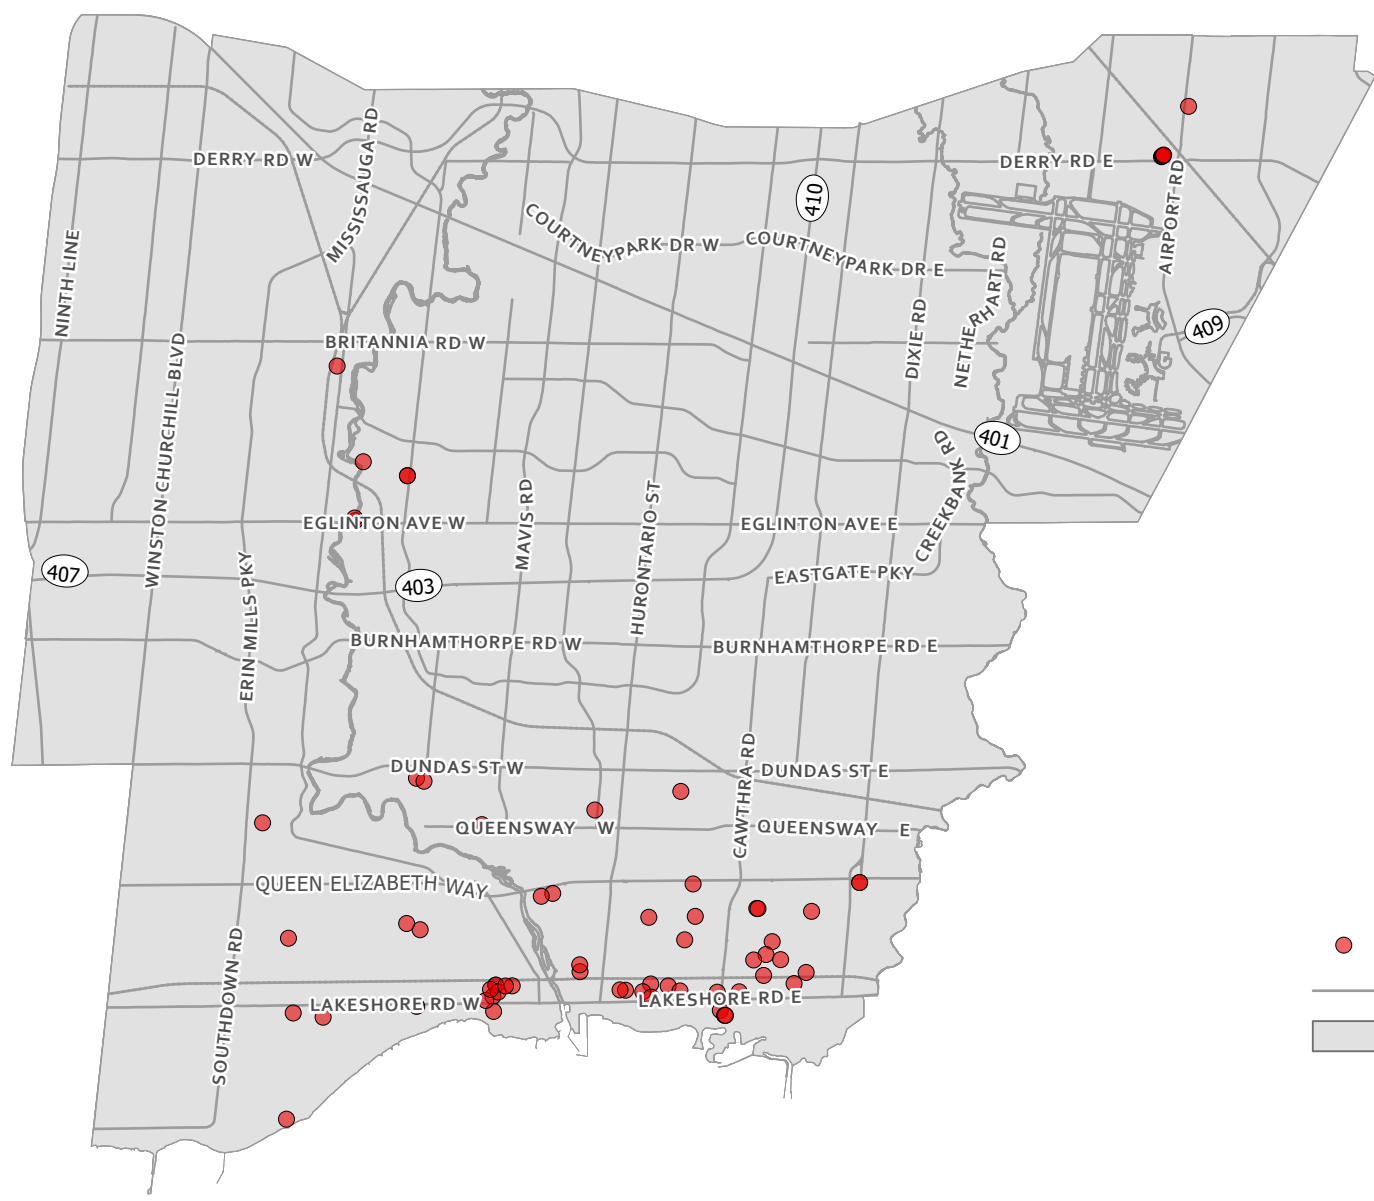 DERRY RD W
DERRY RD E
MISSISSAUGA RD
410
COURTNEYPARK DR W
COURTNEYPARK DR E
AIRPORT RD
NINTH LINE
NETHERHART RD
DIXIE RD
409
BRITANNIA RD W
WINSTON CHURCHILL BLVD
401
CREEKBANK RD
MAVIS RD
HURONTARIO ST
EGLINTON AVE W
EGLINTON AVE E
407
403
EASTGATE PKY
ERIN MILLS PKY
BURNHAMTHORPE RD W
BURNHAMTHORPE RD E
DUNDAS ST W
DUNDAS ST E
CAWTHRA RD
QUEENSWAY W
QUEENSWAY E
QUEEN ELIZABETH WAY
SOUTHDOWN RD
LAKESHORE RD W
LAKESHORE RD E